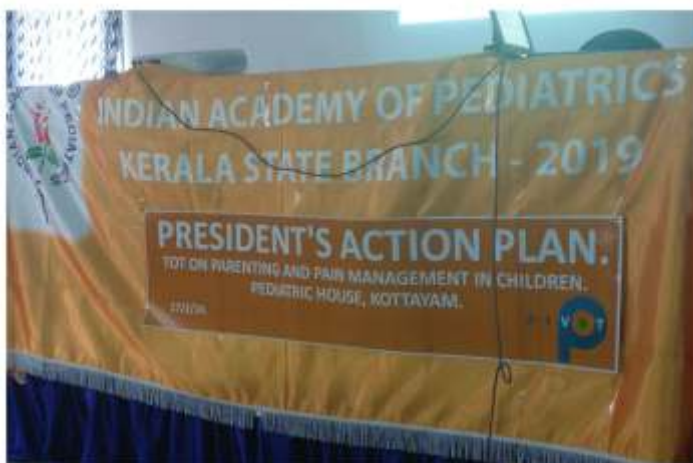 INDIAN ACADEMY OF PEDIATRICS
KERALA STATE BRANCH - 2019
PRESIDENT'S ACTION PLAN.
TOT ON PARENTING AND PAIN MANAGEMENT IN CHILDREN.
PEDIATRIC HOUSE, KOTTAYAM.